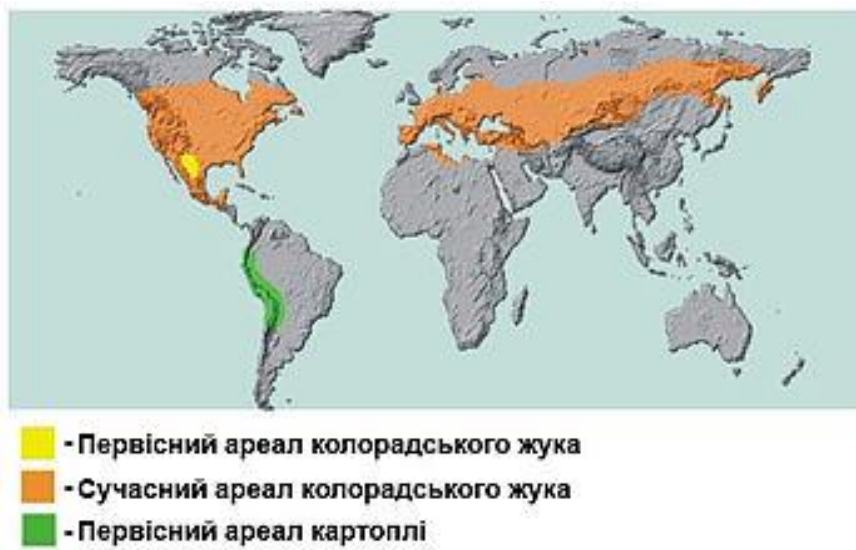 - Первісний ареал колорадського жука
- Сучасний ареал колорадського жука
- Первісний ареал картоплі